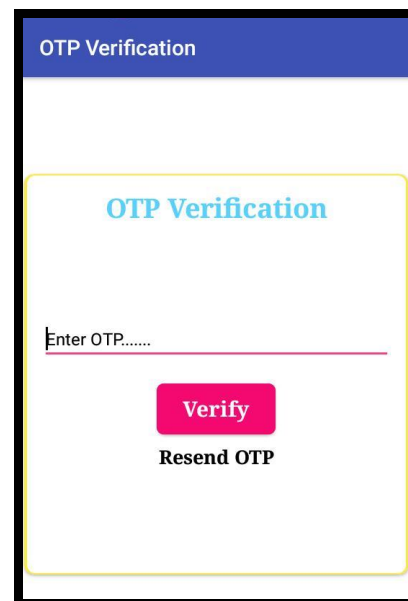 OTP Verification
OTP Verification
Enter OTP.......
Verify
Resend OTP